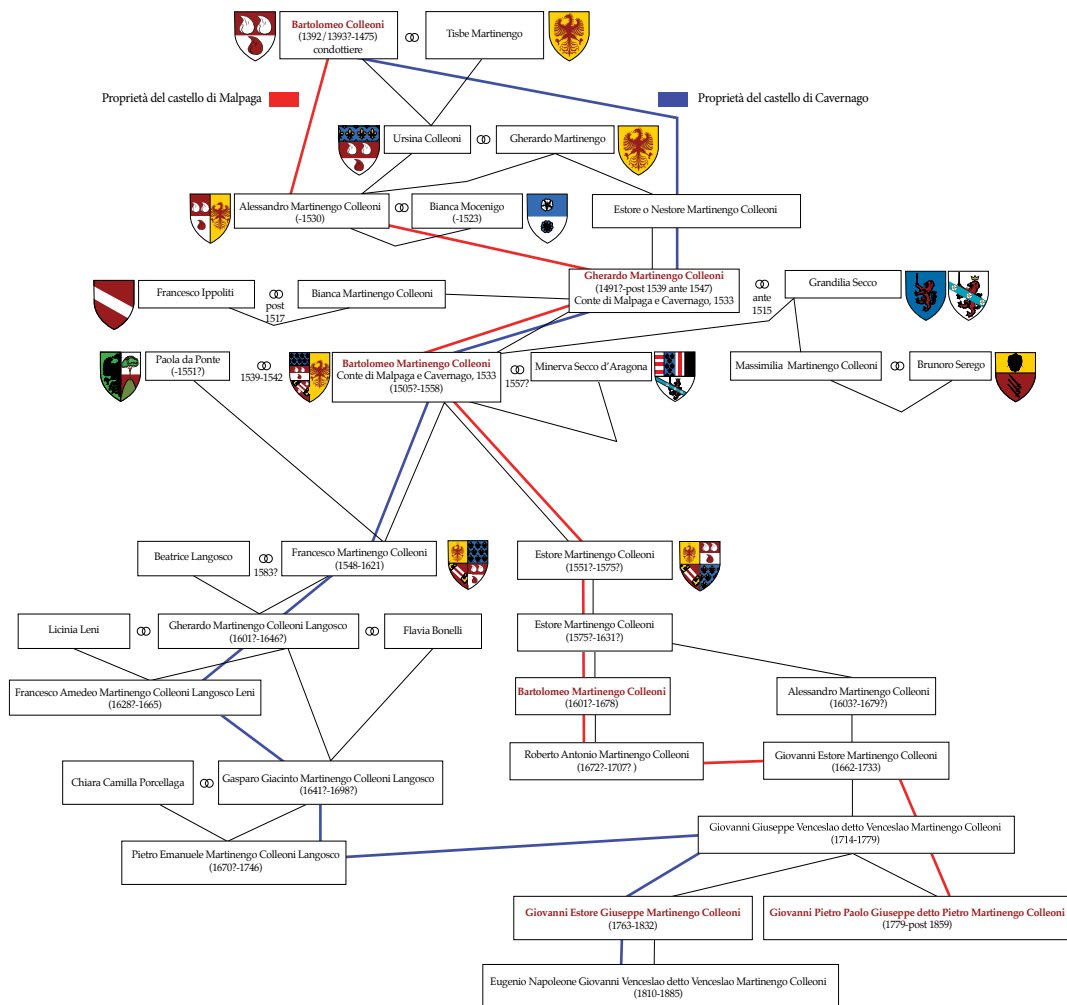 Bartolomeo Colleoni
(1392/1393?-1475)
condottiere
Tisbe Martinengo
Proprietà del castello di Malpaga
Proprietà del castello di Cavernago
Ursina Colleoni
Gherardo Martinengo
Alessandro Martinengo Colleoni
(-1530)
Bianca Mocenigo
(-1523)
Estore o Nestore Martinengo Colleoni
Francesco Ippoliti
post
1517
Bianca Martinengo Colleoni
Gherardo Martinengo Colleoni
(1491?-post 1539 ante 1547)
Conte di Malpaga e Cavernago, 1533
ante
1515
Grandilia Secco
Paola da Ponte
(-1551?)
1539-1542
Bartolomeo Martinengo Colleoni
Conte di Malpaga e Cavernago, 1533
(1505?-1558)
1557?
Minerva Secco d'Aragona
Massimilia Martinengo Colleoni
Brunoro Serego
Beatrice Langosco
1583?
Francesco Martinengo Colleoni
(1548-1621)
Estore Martinengo Colleoni
(1551?-1575?)
Licinia Leni
Gherardo Martinengo Colleoni Langosco
(1601?-1646?)
Flavia Bonelli
Estore Martinengo Colleoni
(1575?-1631?)
Francesco Amedeo Martinengo Colleoni Langosco Leni
(1628?-1665)
Bartolomeo Martinengo Colleoni
(1601?-1678)
Alessandro Martinengo Colleoni
(1603?-1679?)
Chiara Camilla Porcellaga
Gasparo Giacinto Martinengo Colleoni Langosco
(1641?-1698?)
Roberto Antonio Martinengo Colleoni
(1672?-1707? )
Giovanni Estore Martinengo Colleoni
(1662-1733)
Pietro Emanuele Martinengo Colleoni Langosco
(1670?-1746)
Giovanni Giuseppe Venceslao detto Venceslao Martinengo Colleoni
(1714-1779)
Giovanni Estore Giuseppe Martinengo Colleoni
(1763-1832)
Giovanni Pietro Paolo Giuseppe detto Pietro Martinengo Colleoni
(1779-post 1859)
Eugenio Napoleone Giovanni Venceslao detto Venceslao Martinengo Colleoni
(1810-1885)